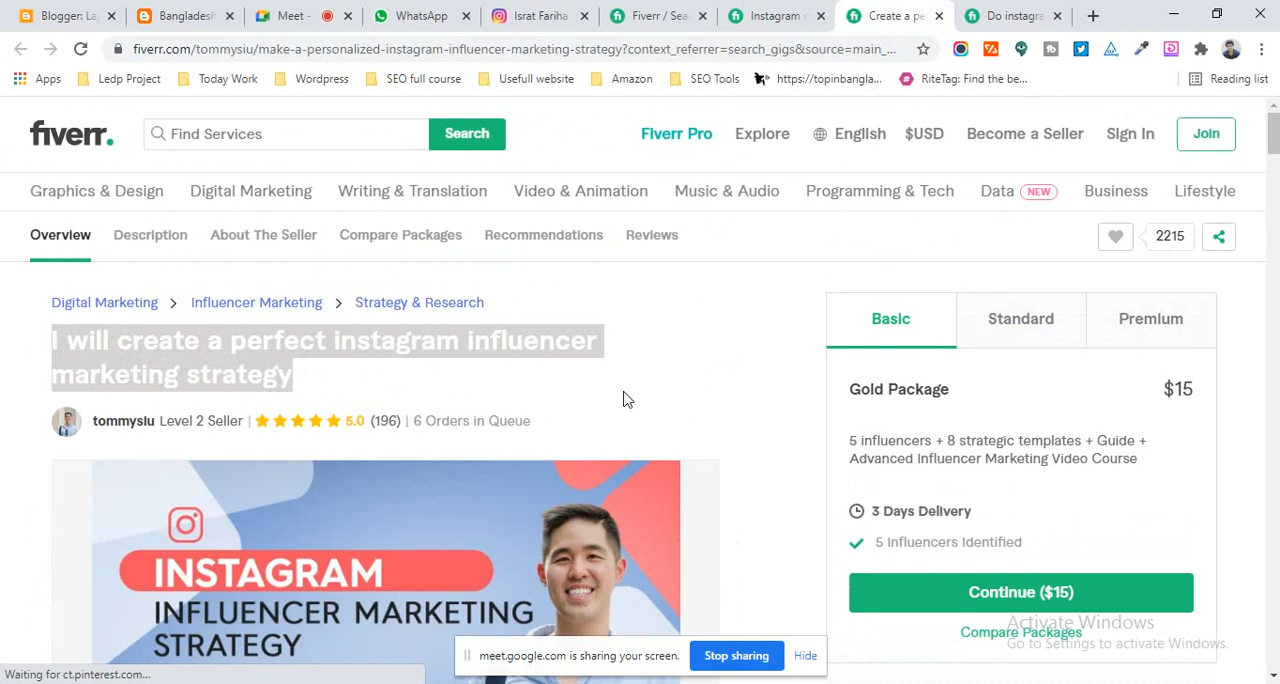 Blogger: La
Bangladesh
Meet -
WhatsApp
Israt Fariha
Fiverr / Sea
Instagram
Create a pe
Do instagra
fiverr.com/tommysiu/make-a-personalized-instagram-influencer-marketing-strategy?context_referrer=search_gigs&source=main_...
Apps
Ledp Project
Today Work
Wordpress
SEO full course
Usefull website
Amazon
SEO Tools
https://topinbangla...
RiteTag: Find the be...
Reading list
fiverr.
Find Services
Search
Fiverr Pro
Explore
English
$USD
Become a Seller
Sign In
Join
Graphics & Design
Digital Marketing
Writing & Translation
Video & Animation
Music & Audio
Programming & Tech
Data NEW
Business
Lifestyle
Overview
Description
About The Seller
Compare Packages
Recommendations
Reviews
2215
Digital Marketing > Influencer Marketing > Strategy & Research
I will create a perfect instagram influencer
marketing strategy
tommysiu Level 2 Seller | 5.0 (196) | 6 Orders in Queue
INSTAGRAM
INFLUENCER MARKETING
STRATEGY
Basic
Standard
Premium
Gold Package
$15
5 influencers + 8 strategic templates + Guide +
Advanced Influencer Marketing Video Course
3 Days Delivery
5 Influencers Identified
Continue ($15)
Compare Packages
Activate Windows
Go to Settings to activate Windows.
meet.google.com is sharing your screen.
Stop sharing
Hide
Waiting for ct.pinterest.com...